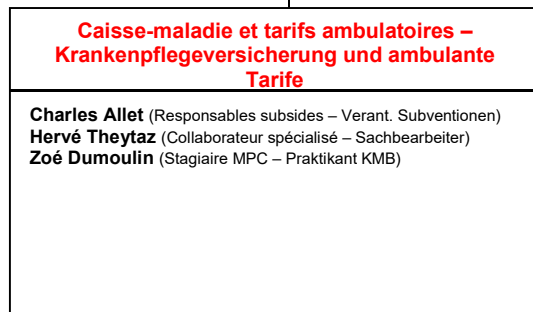 Caisse-maladie et tarifs ambulatoires –
Krankenpflegeversicherung und ambulante
Tarife
Charles Allet (Responsables subsides – Verant. Subventionen)
Hervé Theytaz (Collaborateur spécialisé – Sachbearbeiter)
Zoé Dumoulin (Stagiaire MPC – Praktikant KMB)